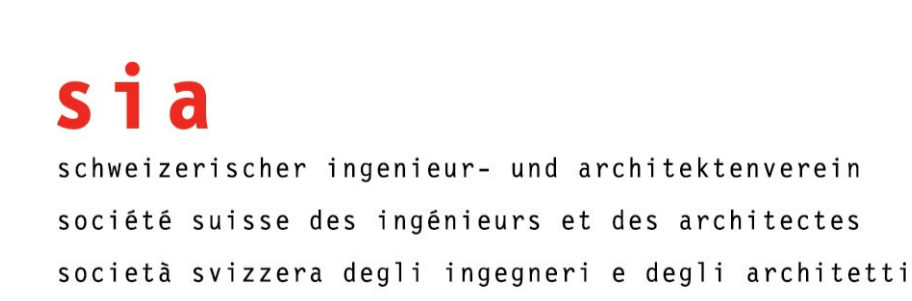 sia
schweizerischer ingenieur- und architektenverein
société suisse des ingénieurs et des architectes
società svizzera degli ingegneri e degli architetti